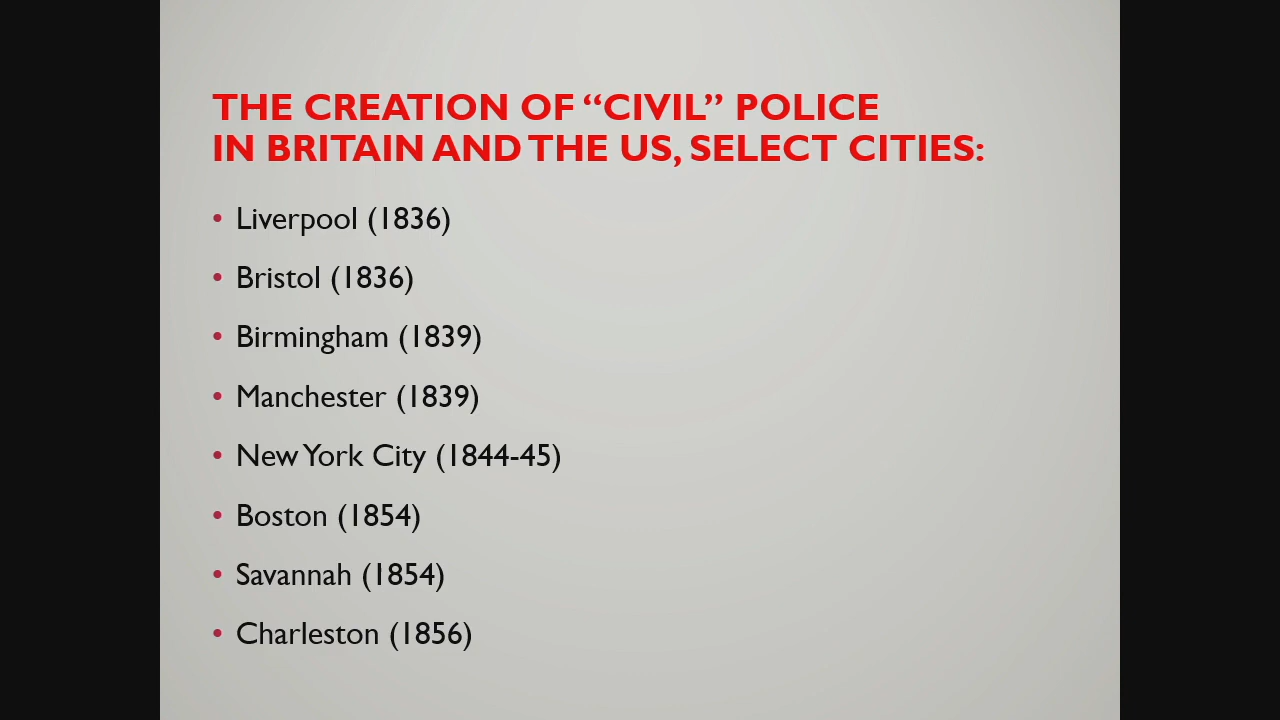 THE CREATION OF “CIVIL” POLICE
IN BRITAIN AND THE US, SELECT CITIES:
• Liverpool (1836)
• Bristol (1836)
• Birmingham (1839)
• Manchester (1839)
• New York City (1844-45)
• Boston (1854)
• Savannah (1854)
• Charleston (1856)